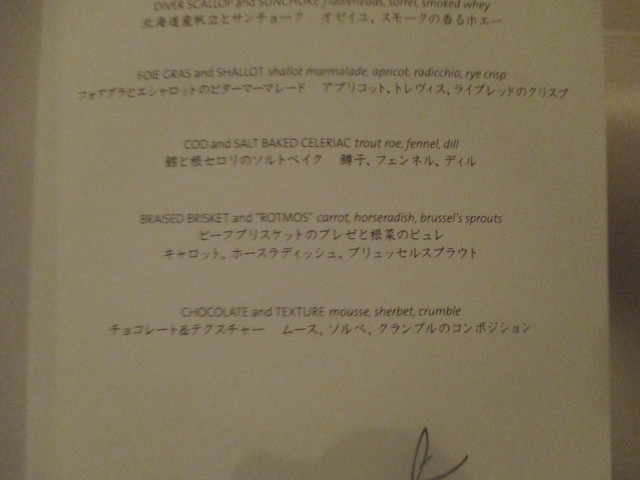 DIVER SCALLOP and SUNCHOKE fiddleheads, sorrel, smoked whey
北海道産帆立とサンチョーク オゼイユ、スモークの香るホエー
FOIE GRAS and SHALLOT shallot marmalade, apricot, radicchio, rye crisp
フォアグラとエシャロットのビターマーマレード アプリコット、トレヴィス、ライブレッドのクリスプ
COD and SALT BAKED CELERIAC trout roe, fennel, dill
鱈と根セロリのソルトベイク 鱒子、フェンネル、ディル
BRAISED BRISKET and "ROTMOS" carrot, horseradish, brussel's sprouts
ビーフブリスケットのブレゼと根菜のピュレ
キャロット、ホースラディッシュ、ブリュッセルスプラウト
CHOCOLATE and TEXTURE mousse, sherbet, crumble
チョコレート&テクスチャー ムース、ソルベ、クランブルのコンポジション